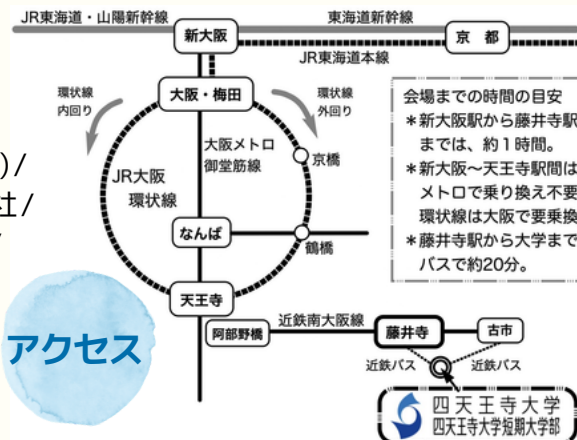 JR東海道・山陽新幹線
東海道新幹線
新大阪
京都
JR東海道本線
環状線
内回り
大阪・梅田
環状線
外回り
会場までの時間の目安
*新大阪駅から藤井寺駅
までは、約１時間。
*新大阪〜天王寺駅間は
メトロで乗り換え不要
環状線は大阪で要乗換
*藤井寺駅から大学まで
バスで約20分。
)/
社/
大阪メトロ
御堂筋線
京橋
JR大阪
環状線
なんば
鶴橋
天王寺
アクセス
阿部野橋
近鉄南大阪線
藤井寺
古市
近鉄バス
近鉄バス
四天王寺大学
四天王寺大学短期大学部